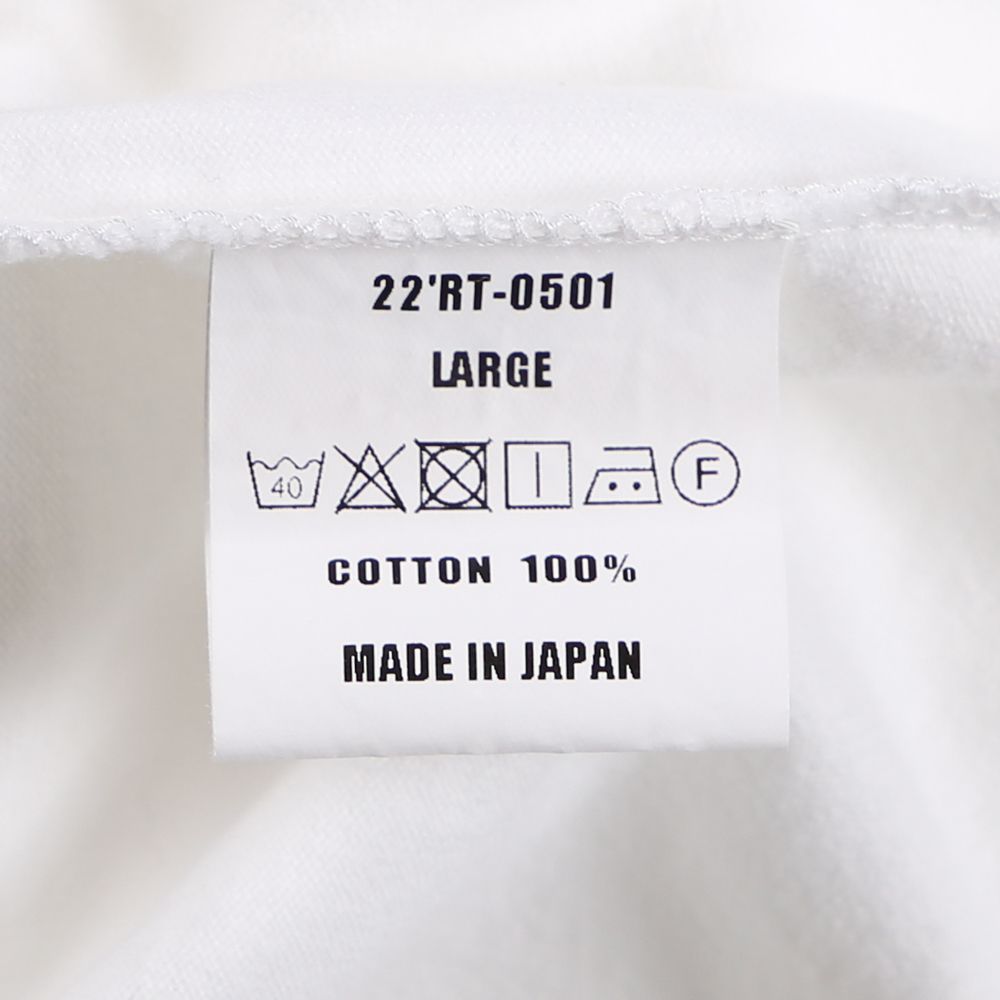 22'RT-0501
LARGE
40 F
COTTON 100%
MADE IN JAPAN